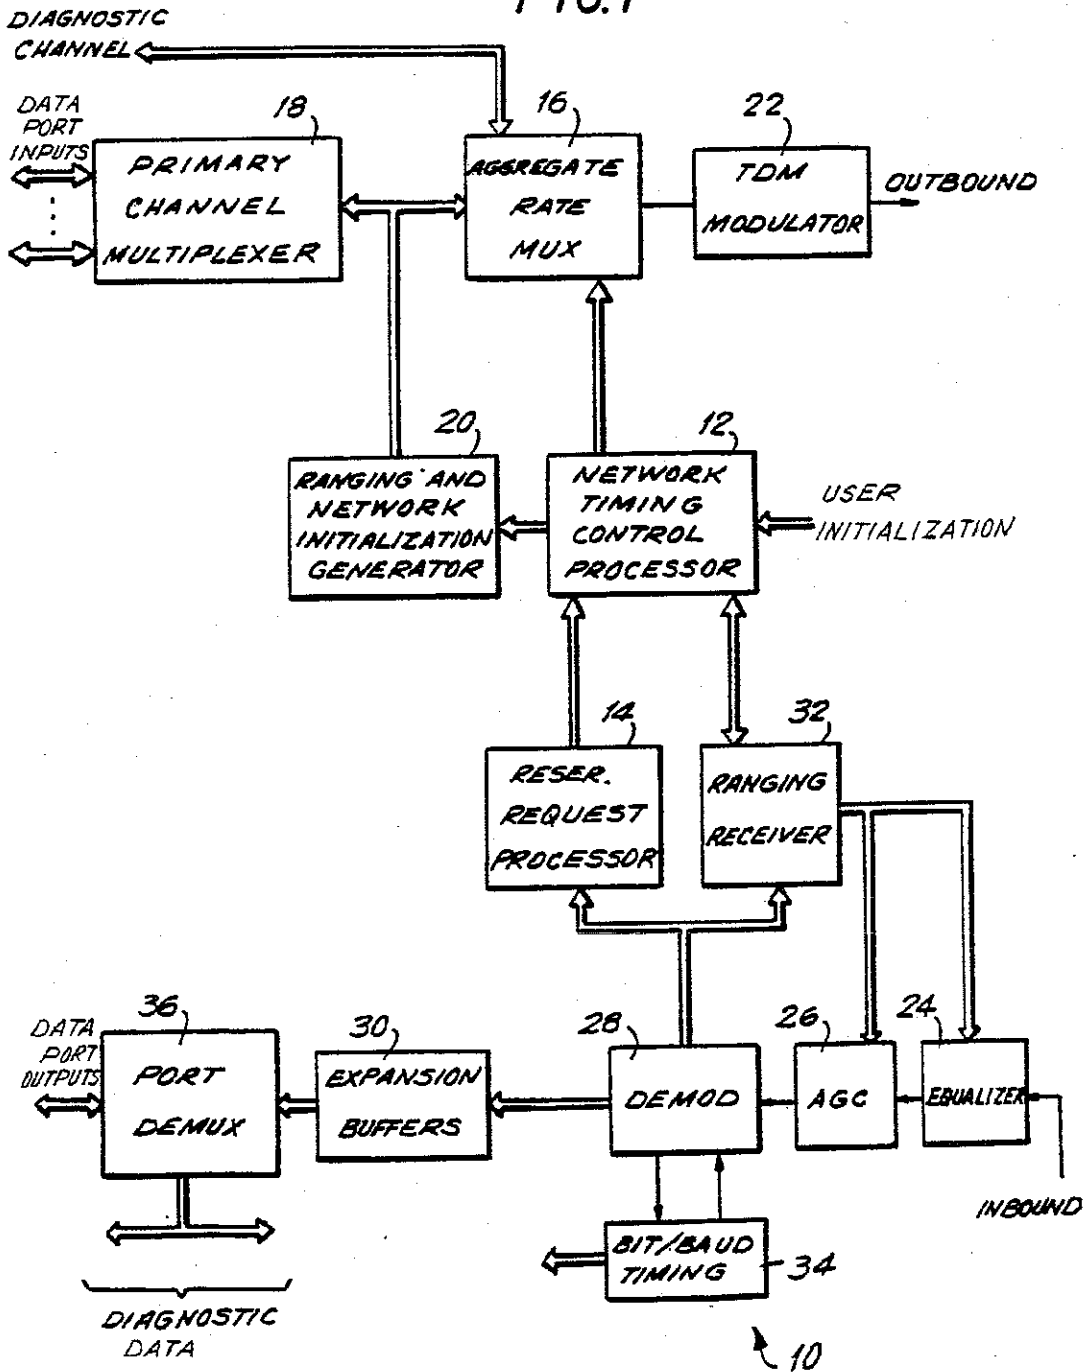 FIG. 1
DIAGNOSTIC
CHANNEL
DATA
PORT
INPUTS
18
PRIMARY
CHANNEL
MULTIPLEXER
16
AGGREGATE
RATE
MUX
22
TDM
MODULATOR
OUTBOUND
20
RANGING AND
NETWORK
INITIALIZATION
GENERATOR
12
NETWORK
TIMING
CONTROL
PROCESSOR
USER
INITIALIZATION
14
RESER.
REQUEST
PROCESSOR
32
RANGING
RECEIVER
DATA
PORT
OUTPUTS
36
PORT
DEMUX
30
EXPANSION
BUFFERS
28
DEMOD
26
AGC
24
EQUALIZER
INBOUND
BIT/BAUD
TIMING
34
DIAGNOSTIC
DATA
10